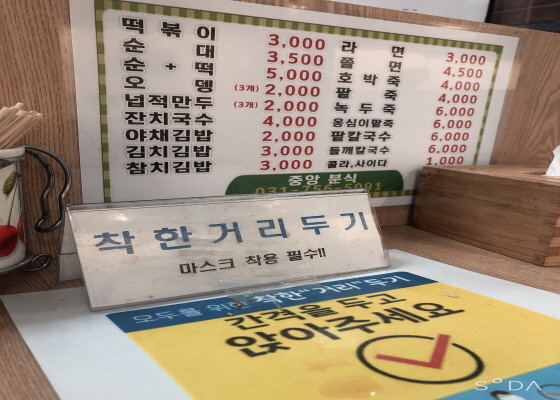 떡볶이 3,000 라면 3,000
순대 3,500 쫄면 4,500
순+떡 5,000 호박죽 4,000
오뎅 (3개) 2,000 팥죽 4,000
넙적만두 (3개) 2,000 녹두죽 6,000
잔치국수 4,000 옹심이팥죽 6,000
야채김밥 2,000 팥칼국수 6,000
김치김밥 3,000 들깨칼국수 6,000
참치김밥 3,000 콜라,사이다 1,000
중앙 분식
031-756-5091
착한거리두기
마스크 착용 필수!!
모두를 위한 착한"거리"두기
간격을 두고
앉아주세요
SODA